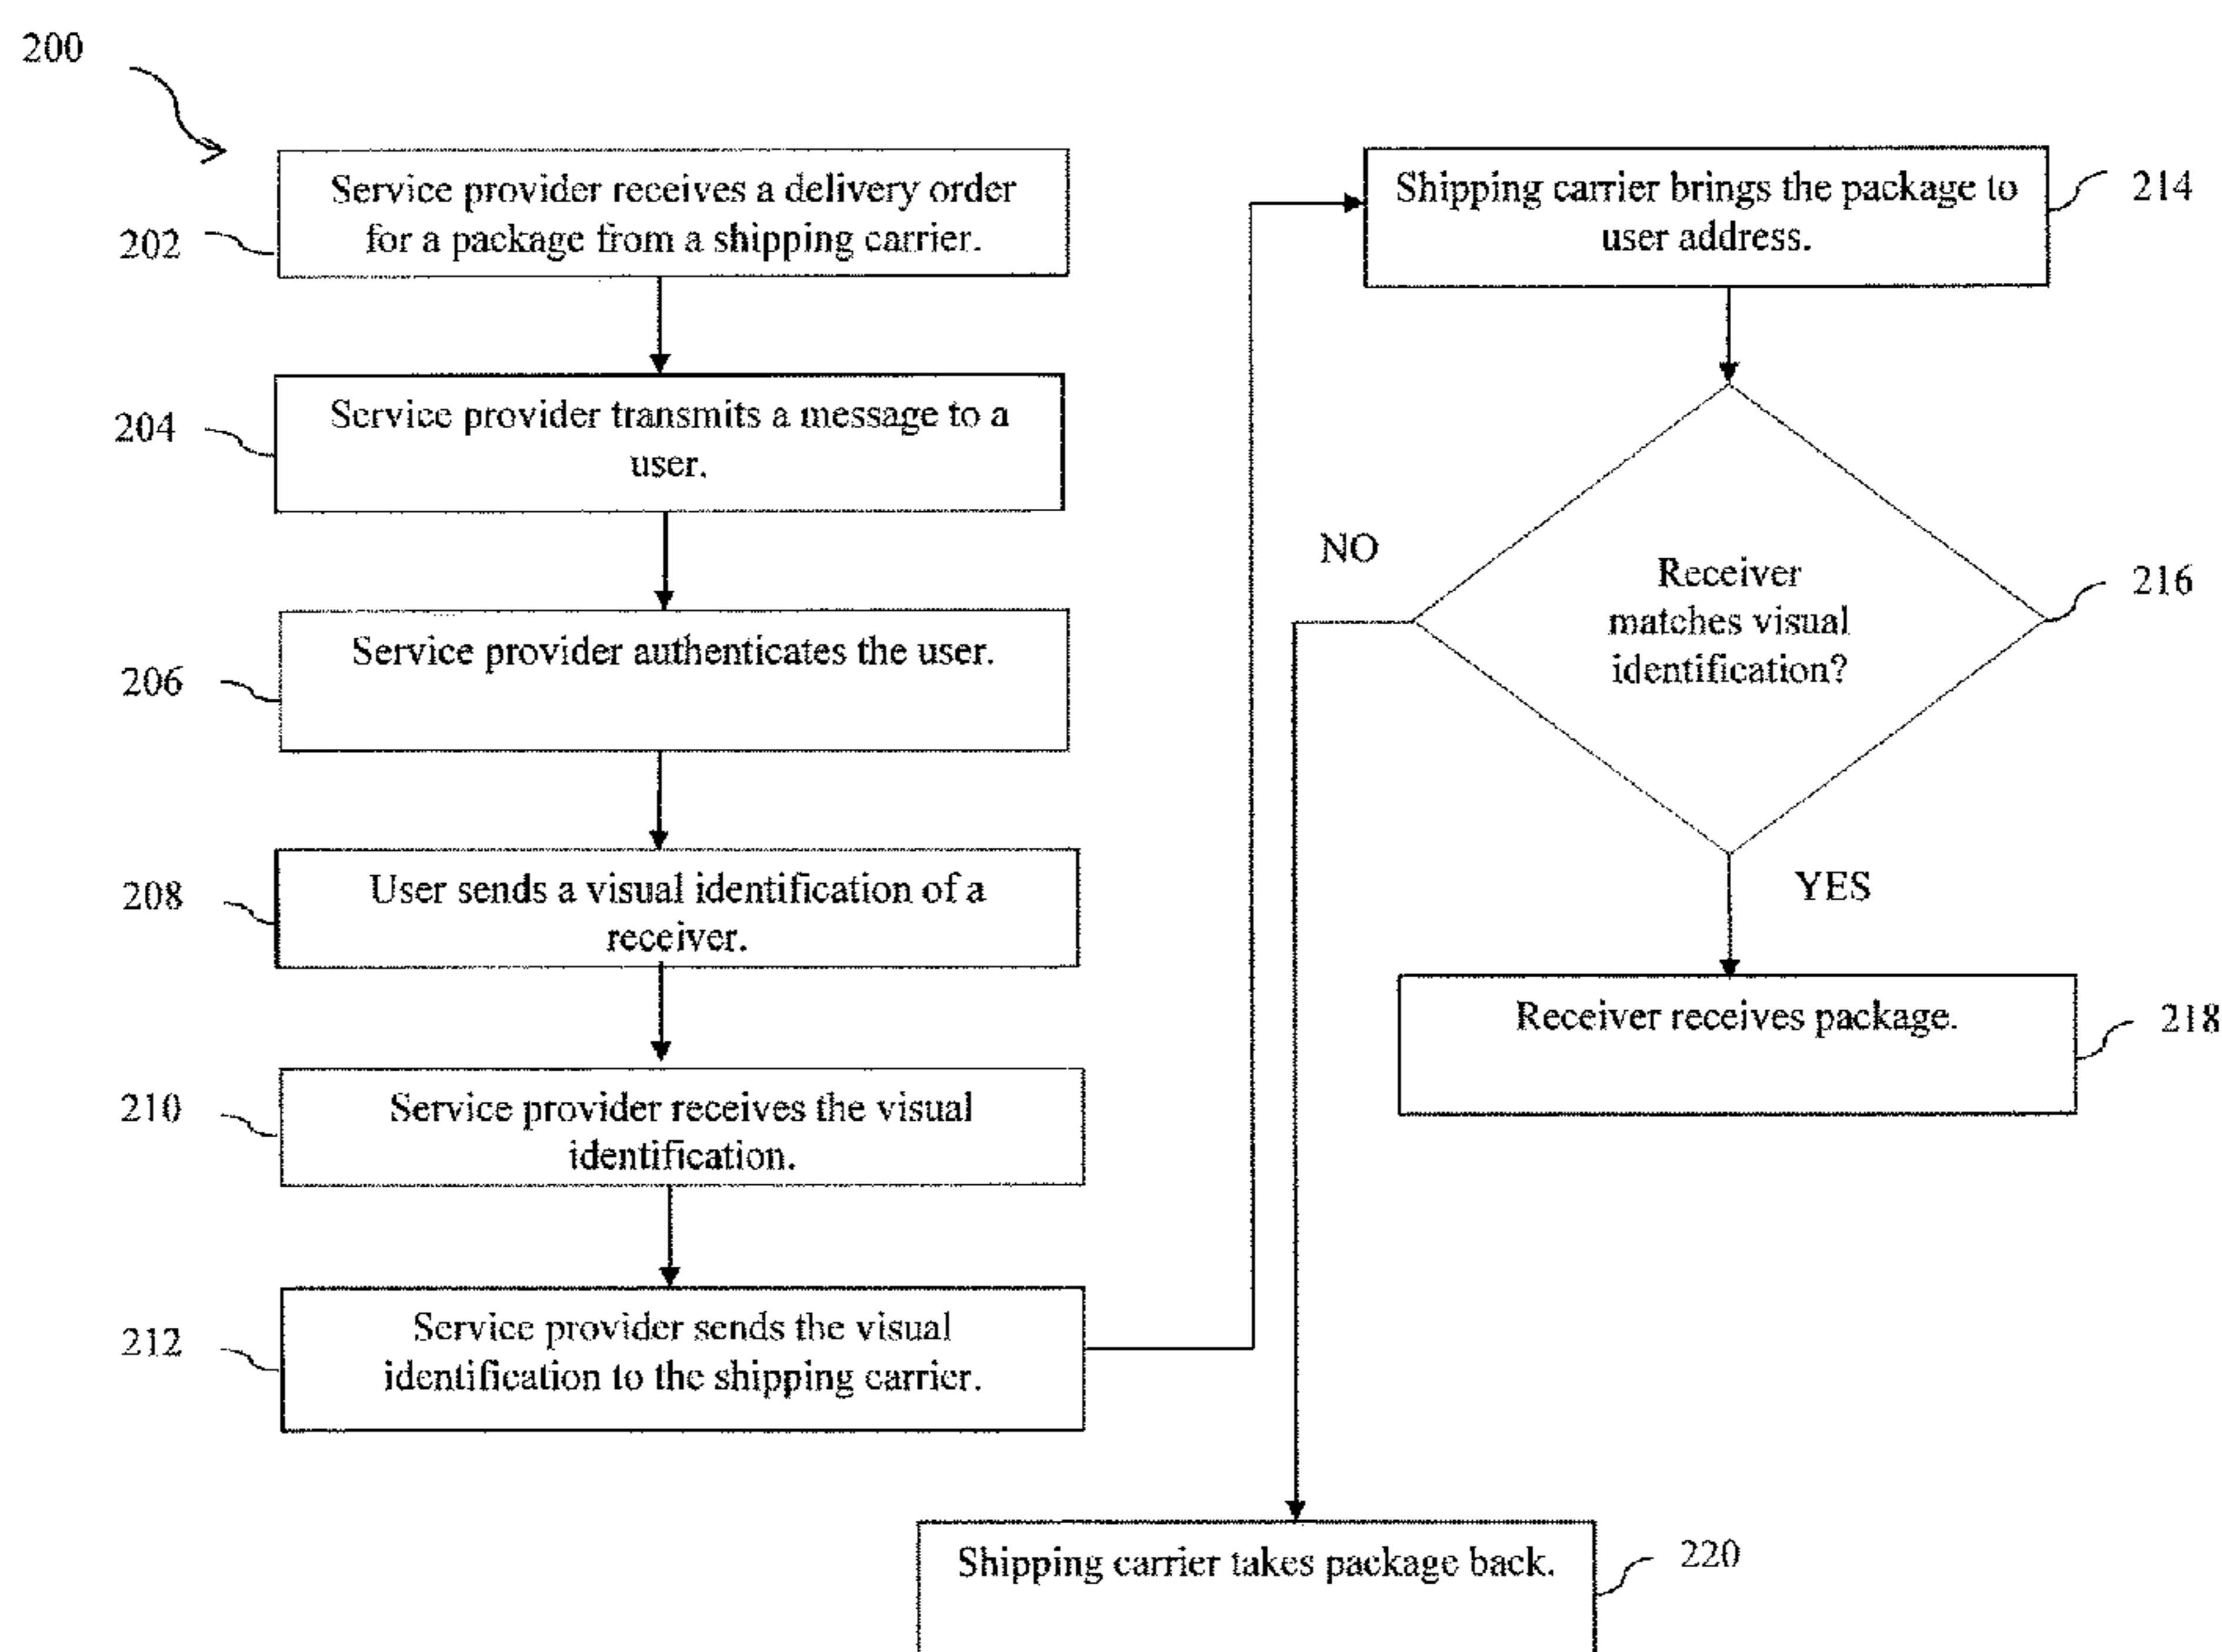 200
Service provider receives a delivery order
for a package from a shipping carrier.
202
Service provider transmits a message to a
user.
204
Service provider authenticates the user.
206
User sends a visual identification of a
receiver.
208
Service provider receives the visual
identification.
210
Service provider sends the visual
identification to the shipping carrier.
212
Shipping carrier brings the package to
user address.
214
Receiver
matches visual
identification?
216
NO
YES
Receiver receives package.
218
Shipping carrier takes package back.
220